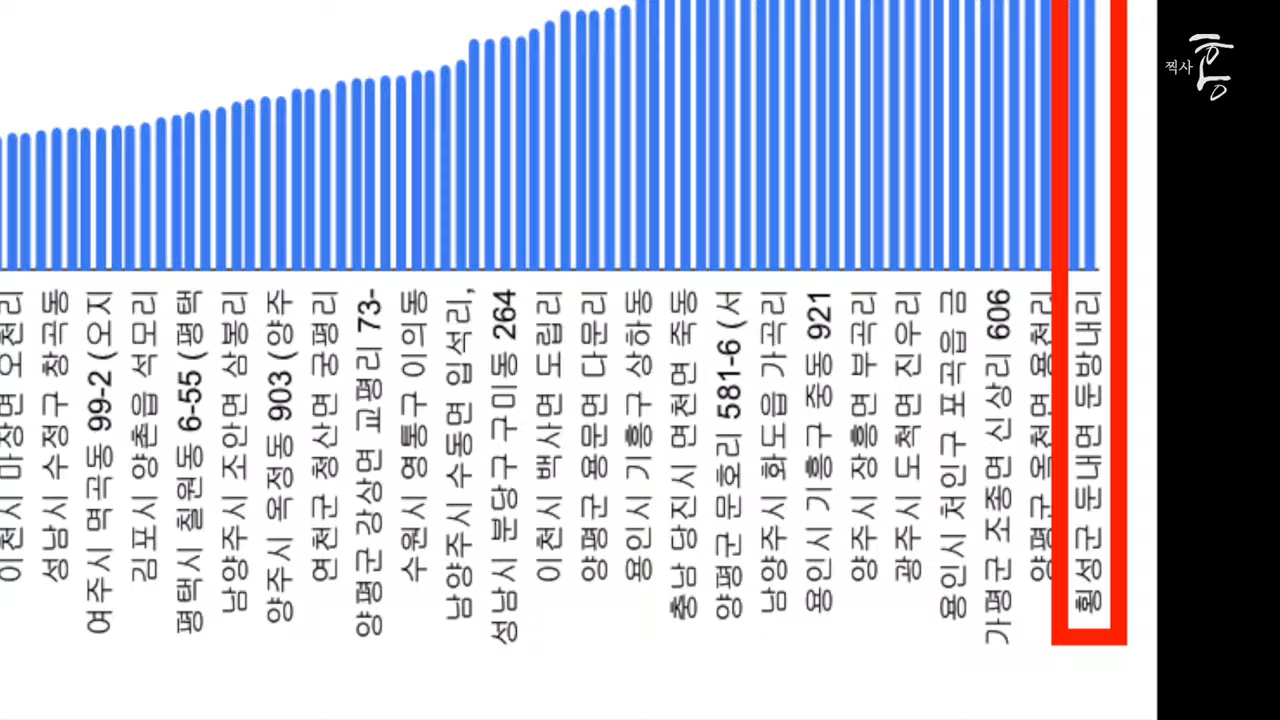 찍사 홍
이천시 마장면 오천리
성남시 수정구 창곡동
여주시 멱곡동 99-2 (오지
김포시 양촌읍 석모리
평택시 칠원동 6-55 (평택
남양주시 조안면 삼봉리
양주시 옥정동 903 (양주
연천군 청산면 궁평리
양평군 강상면 교평리 73-
수원시 영통구 이의동
남양주시 수동면 입석리,
성남시 분당구 구미동 264
이천시 백사면 도립리
양평군 용문면 다문리
용인시 기흥구 상하동
충남 당진시 면천면 죽동
양평군 문호리 581-6 (서
남양주시 화도읍 가곡리
용인시 기흥구 중동 921
양주시 장흥면 부곡리
광주시 도척면 진우리
용인시 처인구 포곡읍 금
가평군 조종면 신상리 606
양평군 옥천면 용천리
횡성군 둔내면 둔방내리